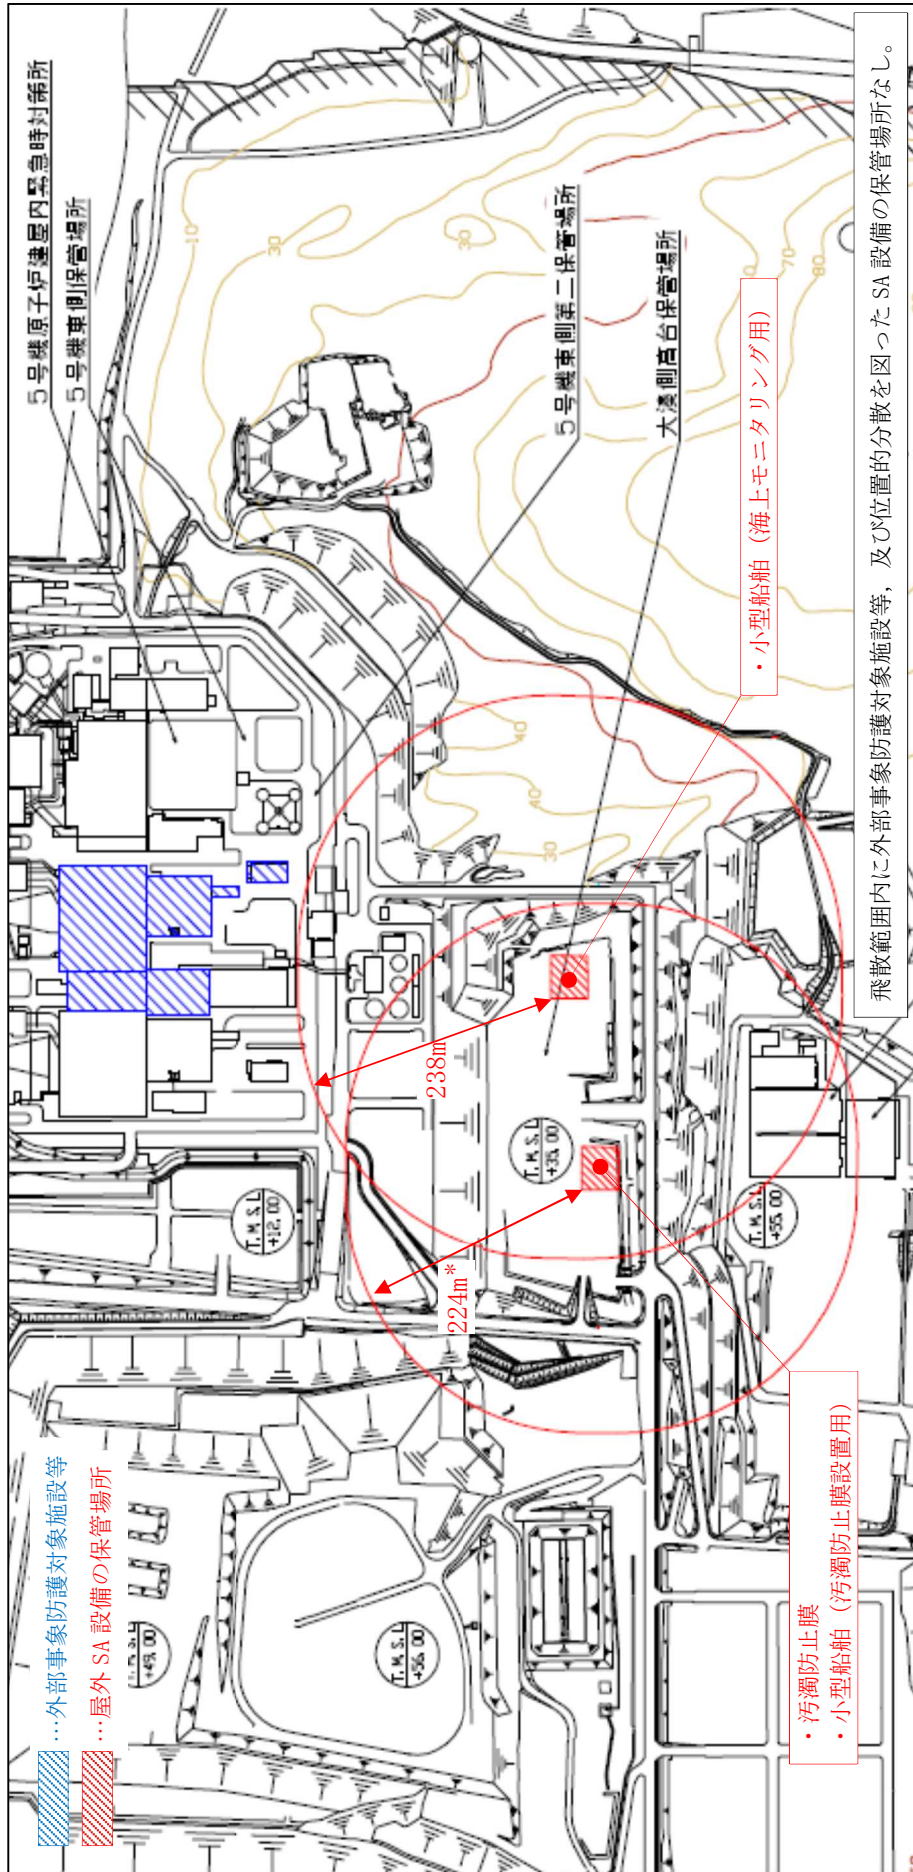 …外部事象防護対象施設等
…屋外 SA 設備の保管場所
5号機原子炉建屋内緊急時対策所
5号機東側保管場所
5号機東側第二保管場所
大湊側高台保管場所
T.M.S.L
+49.00
T.M.S.L
+56.00
T.M.S.L
+12.00
T.M.S.L
+35.00
T.M.S.L
+55.00
224m*
238m
10
30
30
40
40
30
70
80
・小型船舶（海上モニタリング用）
・汚濁防止膜
・小型船舶（汚濁防止膜設置用）
飛散範囲内に外部事象防護対象施設等，及び位置的分散を図った SA 設備の保管場所なし。